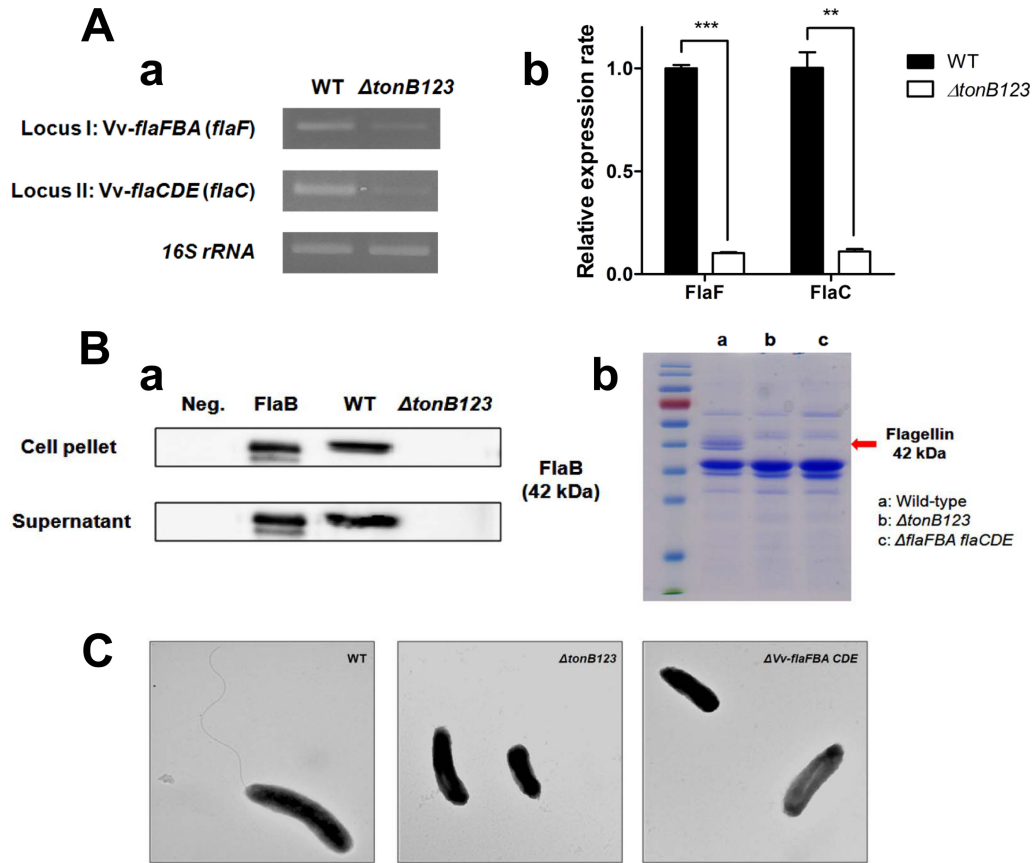 A
a
WT ΔtonB123
Locus I: Vv-flaFBA (flaF)
Locus II: Vv-flaCDE (flaC)
16S rRNA
b
Relative expression rate
1.0
0.5
0.0
***
**
FlaF FlaC
WT
ΔtonB123
B
a
Neg. FlaB WT ΔtonB123
Cell pellet
Supernatant
FlaB
(42 kDa)
b
a b c
Flagellin
42 kDa
a: Wild-type
b: ΔtonB123
c: ΔflaFBA flaCDE
C
WT
ΔtonB123
ΔVv-flaFBA CDE